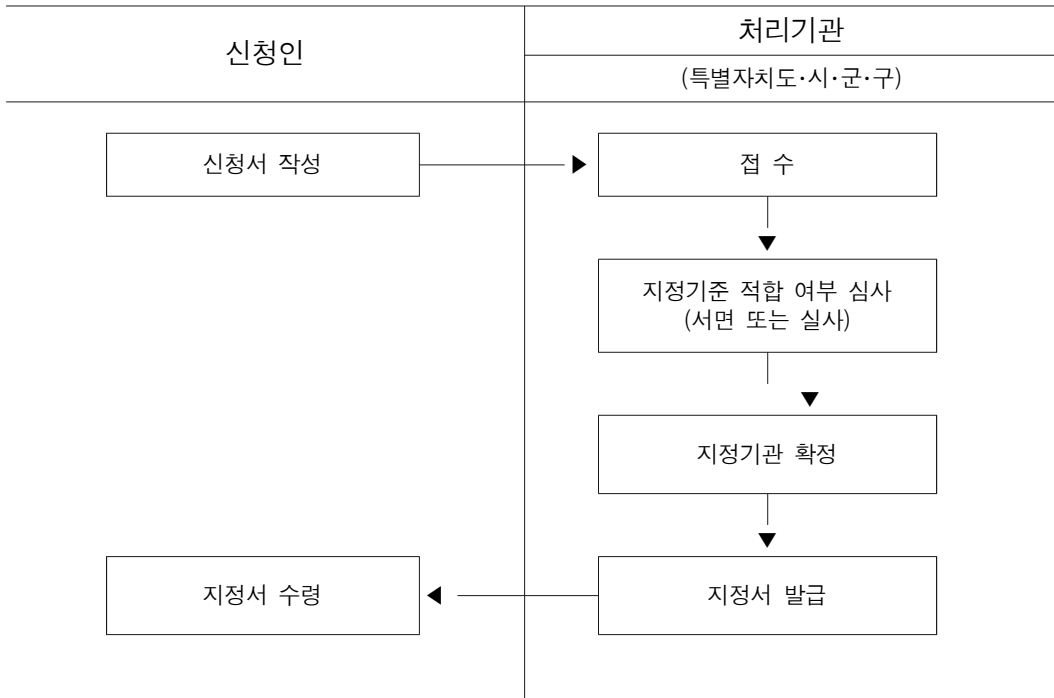 신청인
처리기관
(특별자치도·시·군·구)
신청서 작성
접 수
지정기준 적합 여부 심사
(서면 또는 실사)
지정기관 확정
지정서 수령
지정서 발급